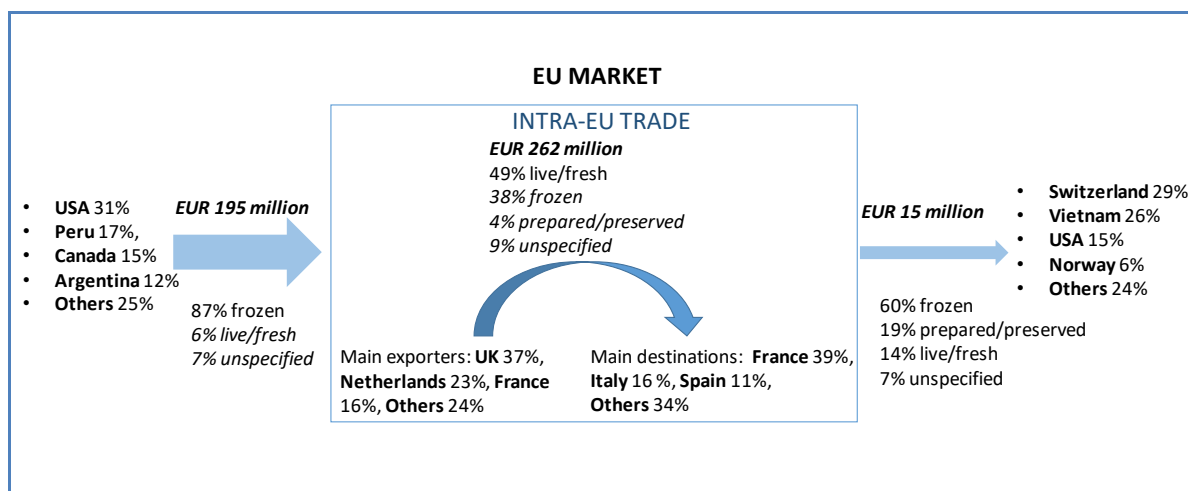 EU MARKET
INTRA-EU TRADE
EUR 262 million
49% live/fresh
38% frozen
4% prepared/preserved
9% unspecified
• USA 31%
• Peru 17%,
• Canada 15%
• Argentina 12%
• Others 25%
EUR 195 million
87% frozen
6% live/fresh
7% unspecified
Main exporters: UK 37%,
Netherlands 23%, France
16%, Others 24%
Main destinations: France 39%,
Italy 16 %, Spain 11%,
Others 34%
EUR 15 million
60% frozen
19% prepared/preserved
14% live/fresh
7% unspecified
• Switzerland 29%
• Vietnam 26%
• USA 15%
• Norway 6%
• Others 24%